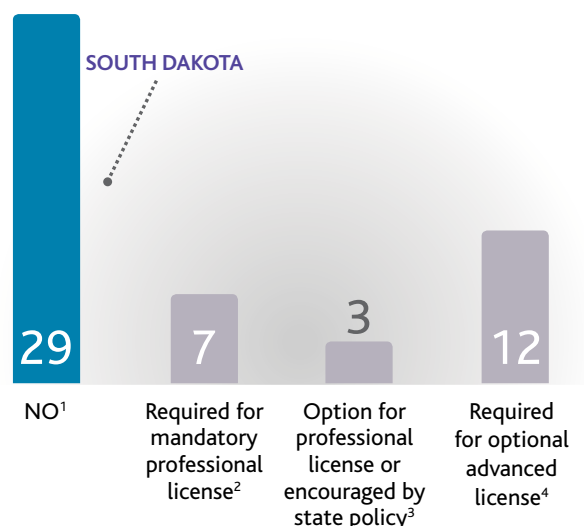 SOUTH DAKOTA
29
7
3
12
NO¹
Required for
mandatory
professional
license²
Option for
professional
license or
encouraged by
state policy³
Required
for optional
advanced
license⁴